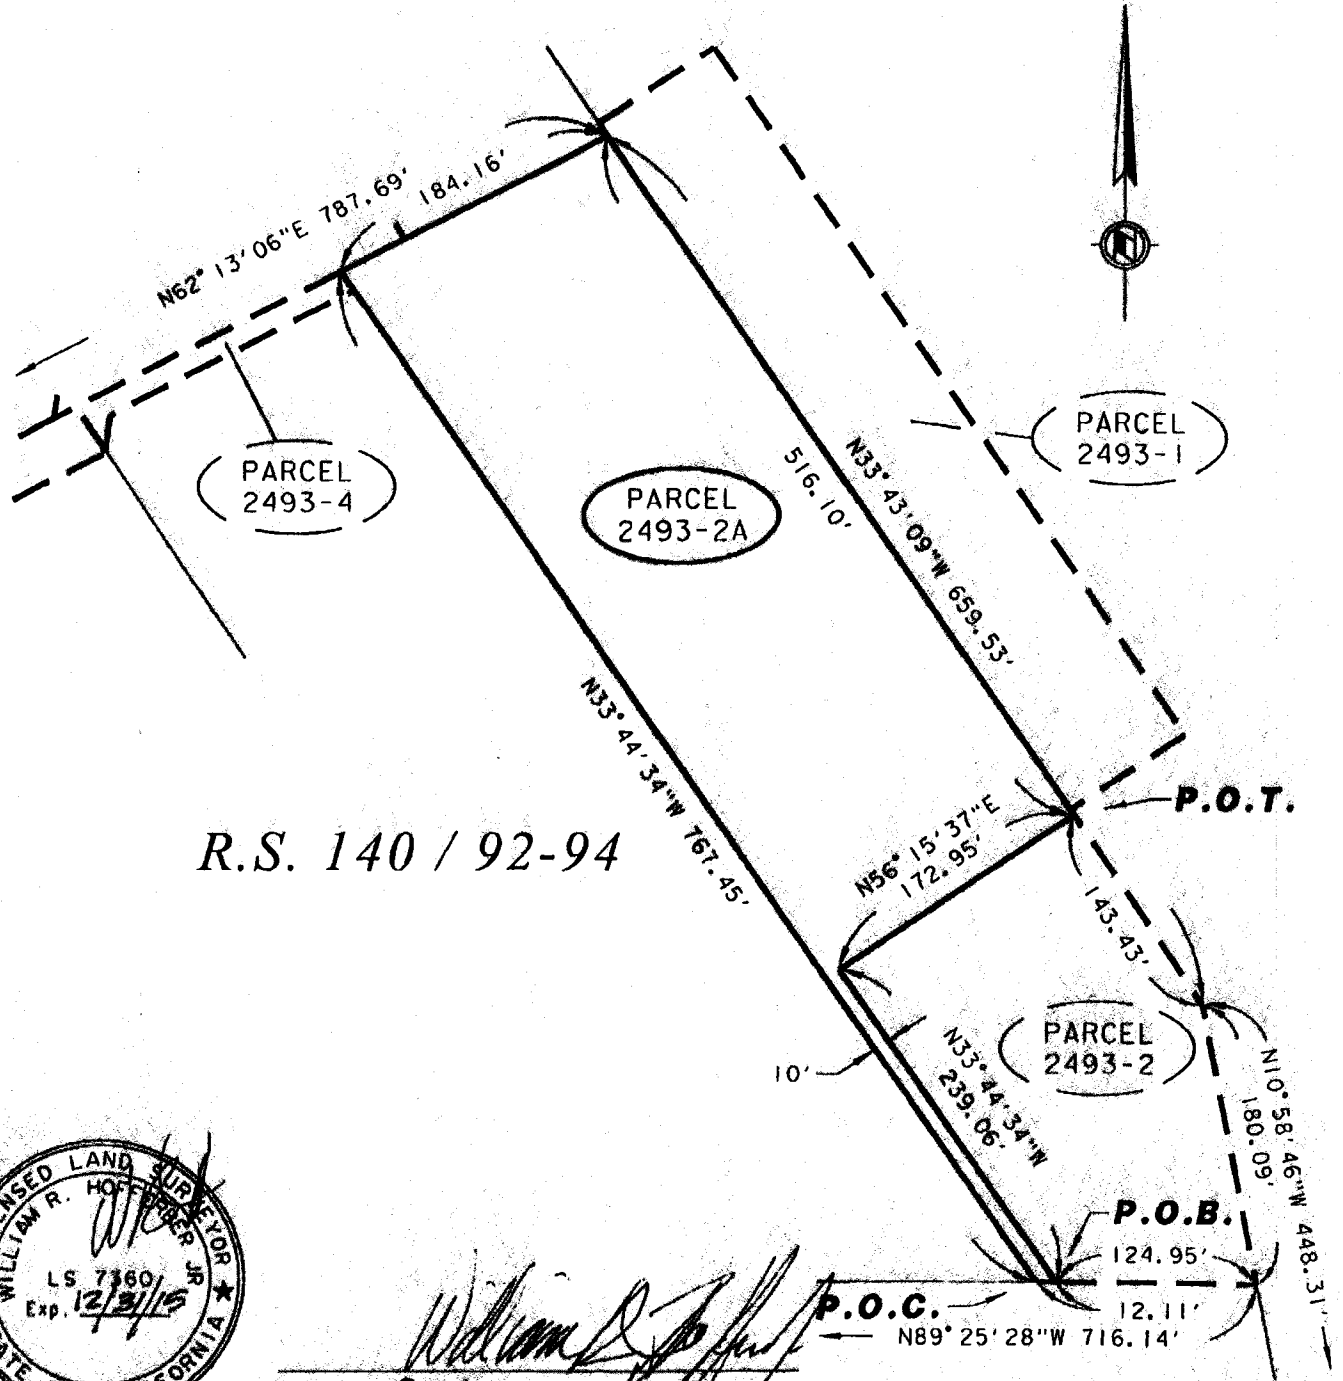 N62° 13' 06"E 787.69'
184.16'
PARCEL
2493-1
PARCEL
2493-4
PARCEL
2493-2A
N33° 43' 09"W 659.53'
516.10'
N33° 44' 34"W 767.45'
P.O.T.
R.S. 140 / 92-94
N56° 15' 37"E
172.95'
143.43'
PARCEL
2493-2
10'
N33° 44' 34"W
239.06'
N10° 58' 46"W 448.31'
180.09'
P.O.B.
124.95'
P.O.C.
12.11'
N89° 25' 28"W 716.14'
LAND SURVEYOR
WILLIAM R. HOFFERBER JR
LS 7360
Exp. 12/31/15